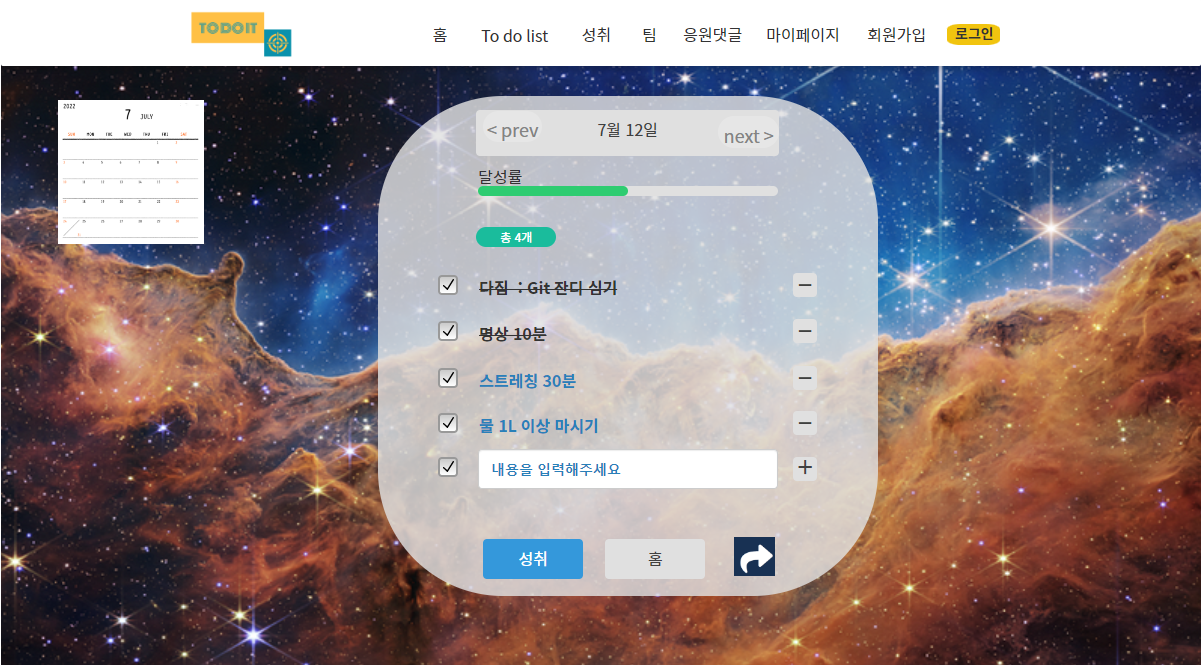 TODOIT
홈 To do list 성취 팀 응원댓글 마이페이지 회원가입 로그인
2022
7 JULY
SUN MON TUE WED THU FRI SAT
< prev 7월 12일 next >
달성률
총 4개
다짐 : Git 잔디 심기
명상 10분
스트레칭 30분
물 1L 이상 마시기
내용을 입력해주세요
성취 홈